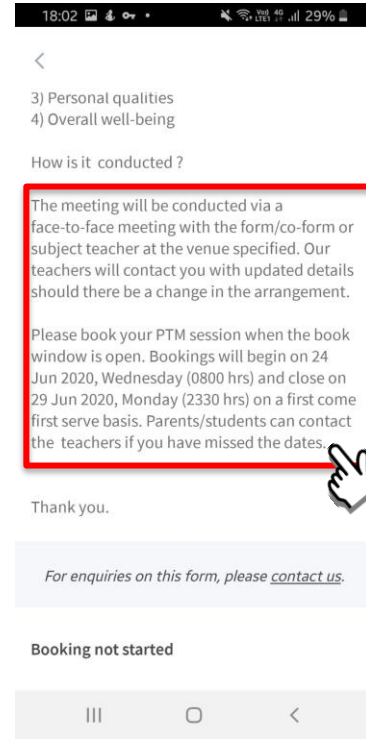 18:02 Vo) 4G LTE1 29%
3) Personal qualities
4) Overall well-being
How is it conducted ?
The meeting will be conducted via a
face-to-face meeting with the form/co-form or
subject teacher at the venue specified. Our
teachers will contact you with updated details
should there be a change in the arrangement.
Please book your PTM session when the book
window is open. Bookings will begin on 24
Jun 2020, Wednesday (0800 hrs) and close on
29 Jun 2020, Monday (2330 hrs) on a first come
first serve basis. Parents/students can contact
the teachers if you have missed the dates.
Thank you.
For enquiries on this form, please contact us.
Booking not started